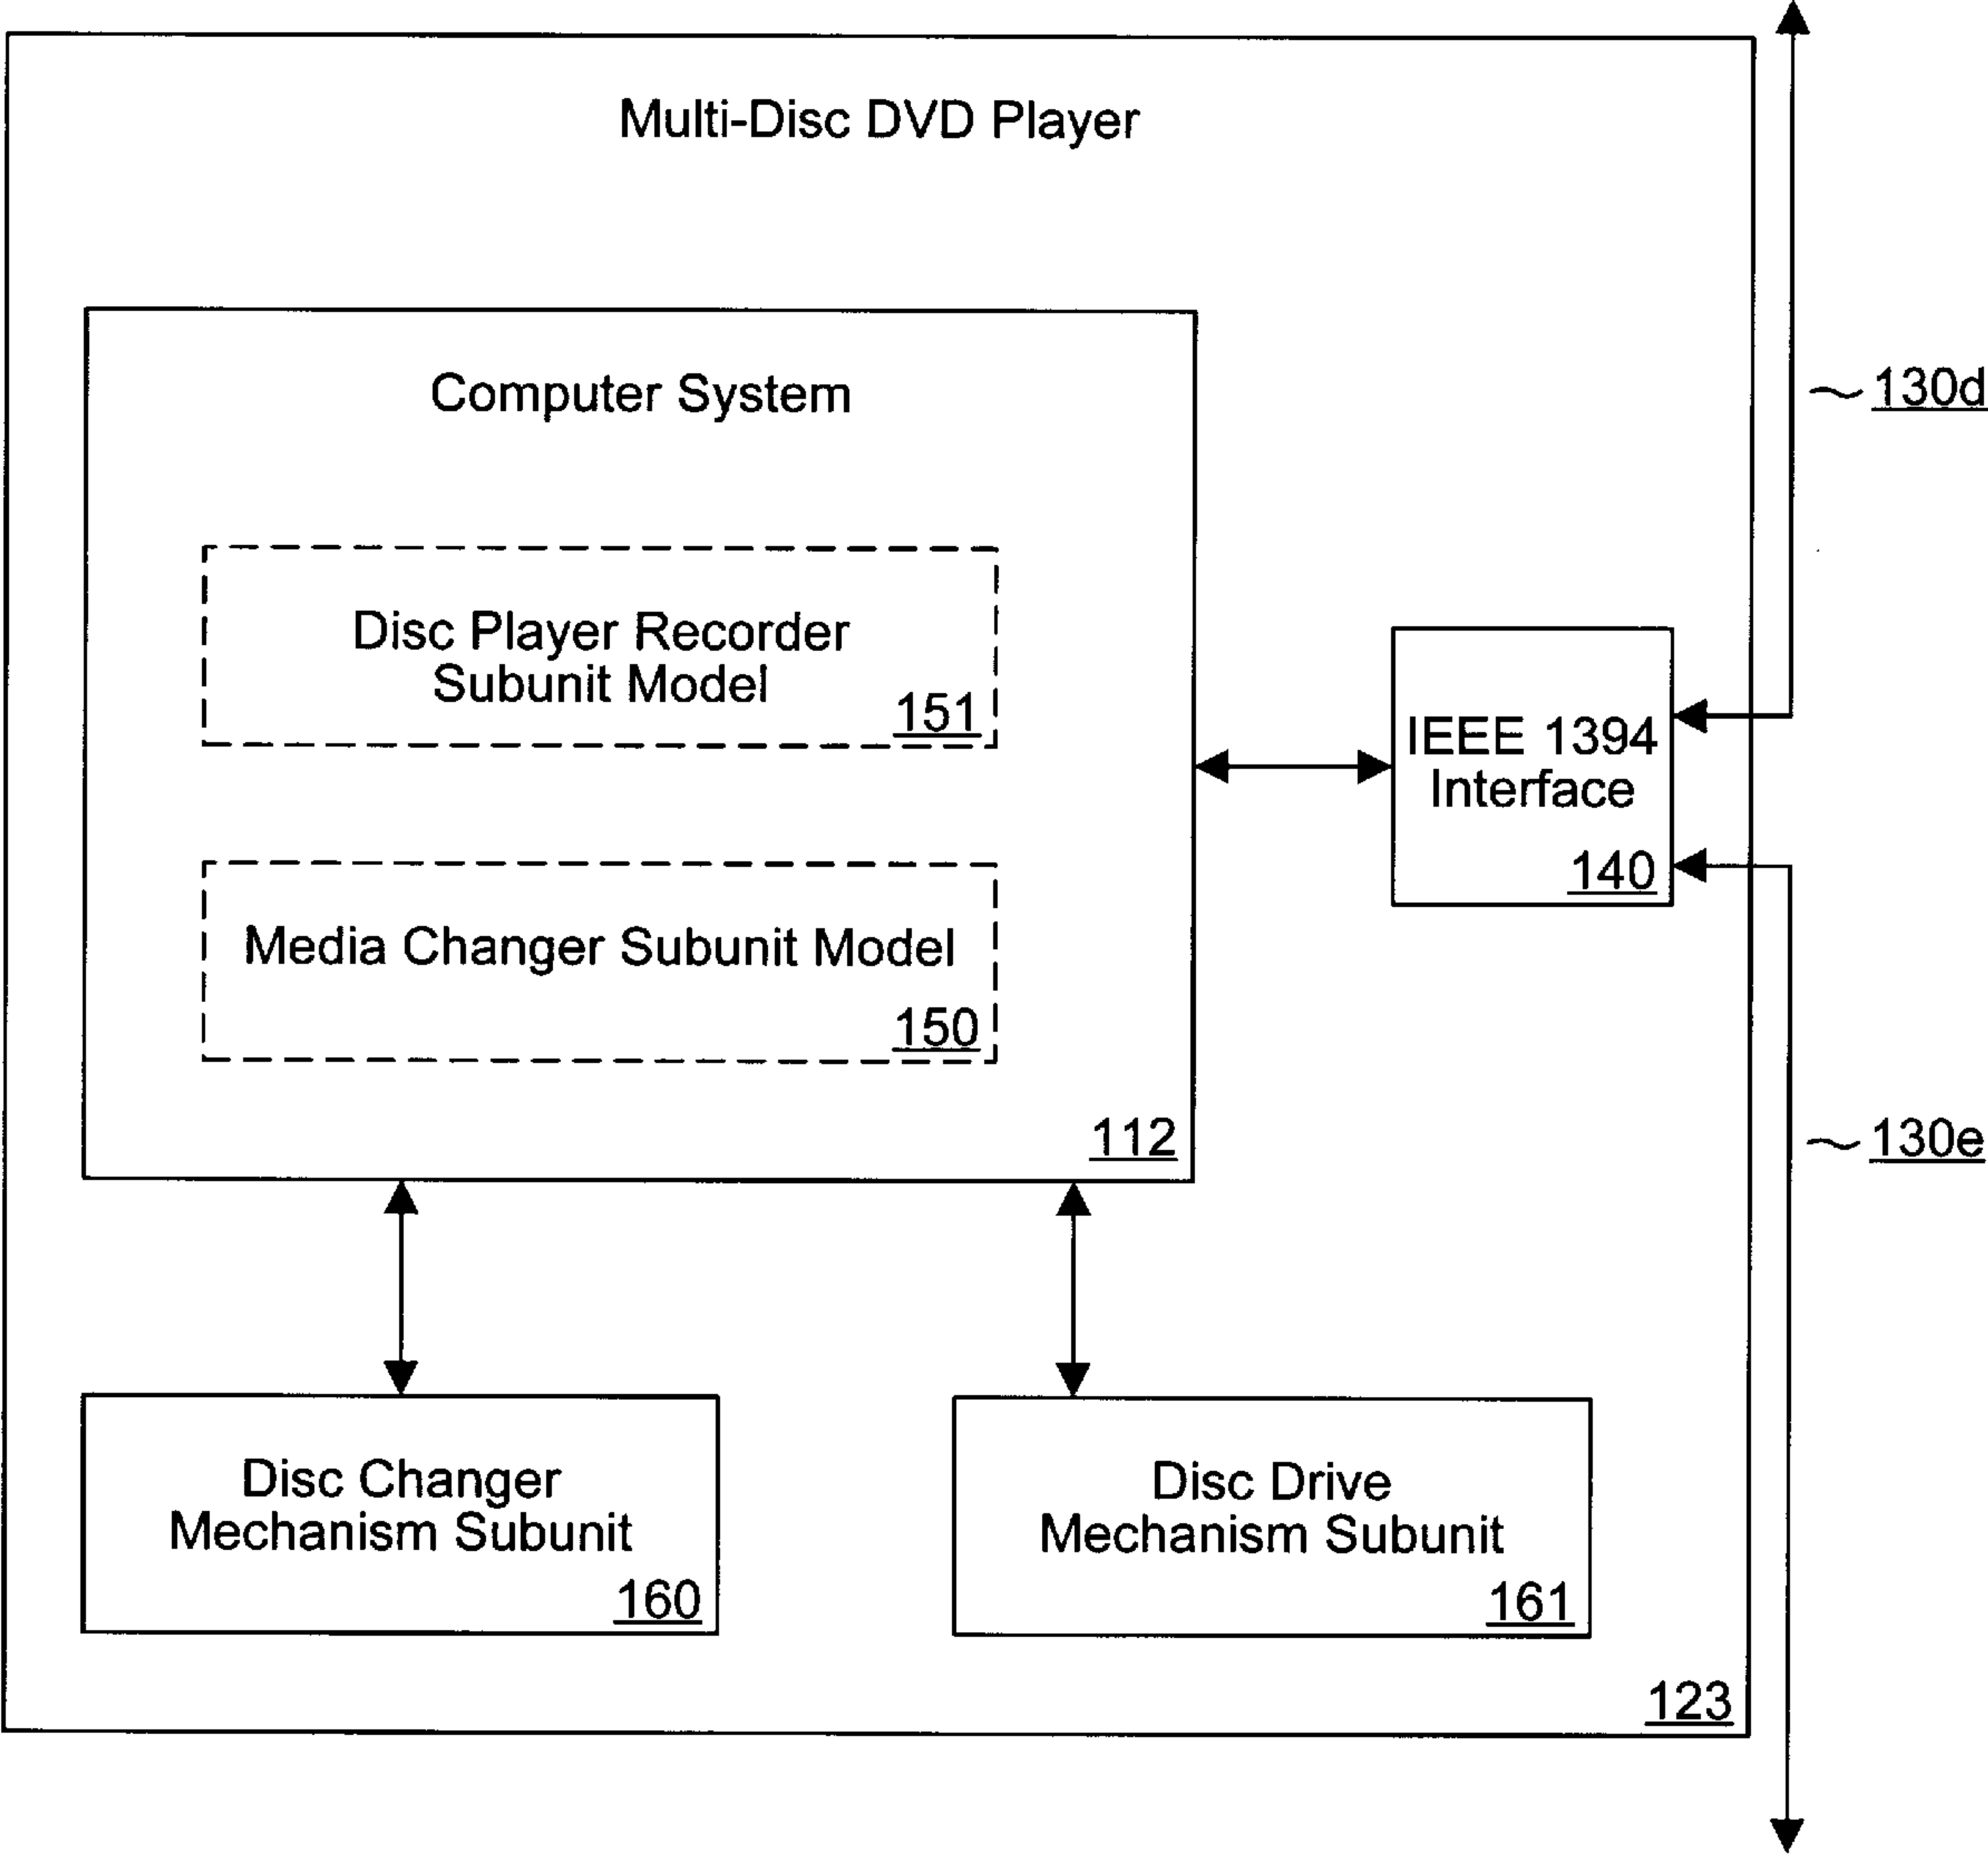 Multi-Disc DVD Player
Computer System
130d
Disc Player Recorder
Subunit Model
151
IEEE 1394
Interface
140
Media Changer Subunit Model
150
112
130e
Disc Changer
Mechanism Subunit
160
Disc Drive
Mechanism Subunit
161
123